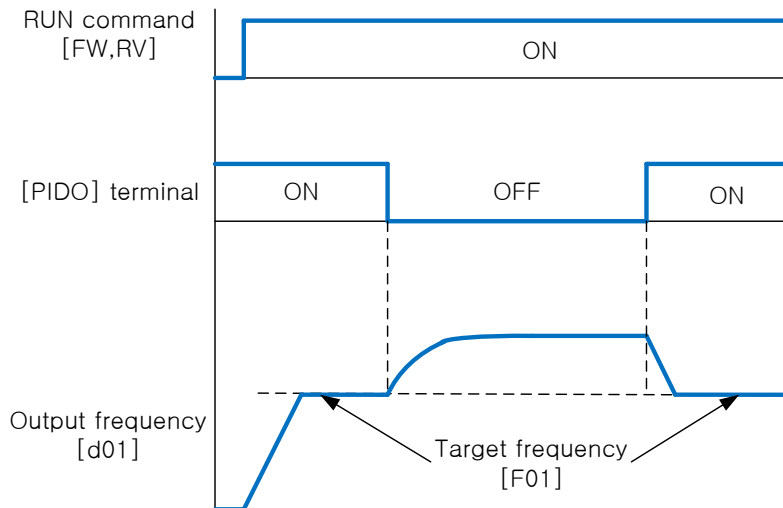 RUN command
[FW,RV]
ON
[PIDO] terminal
ON
OFF
ON
Output frequency
[d01]
Target frequency
[F01]